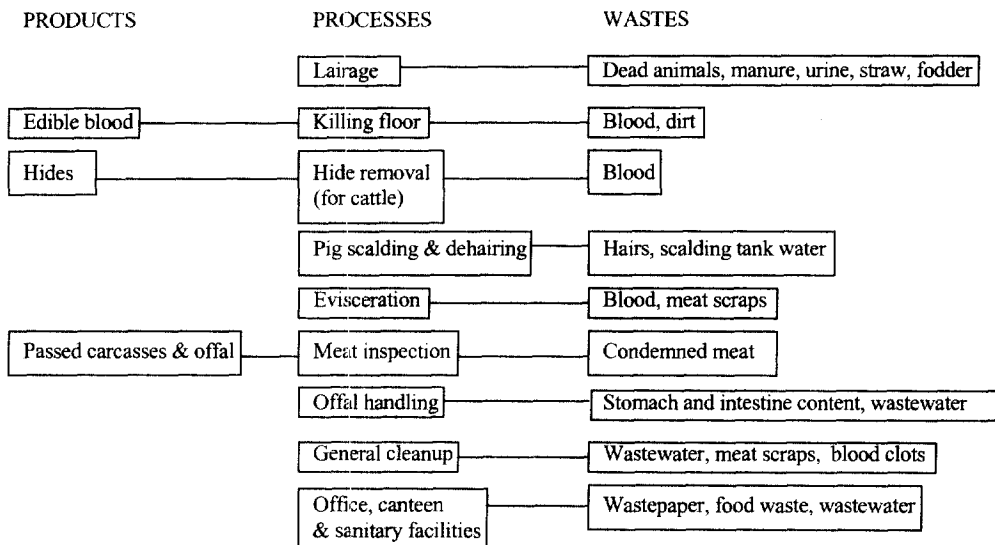 PRODUCTS PROCESSES WASTES
Lairage Dead animals, manure, urine, straw, fodder
Edible blood Killing floor Blood, dirt
Hides Hide removal Blood
(for cattle)
Pig scalding & dehairing Hairs, scalding tank water
Evisceration Blood, meat scraps
Passed carcasses & offal Meat inspection Condemned meat
Offal handling Stomach and intestine content, wastewater
General cleanup Wastewater, meat scraps, blood clots
Office, canteen Wastepaper, food waste, wastewater
& sanitary facilities